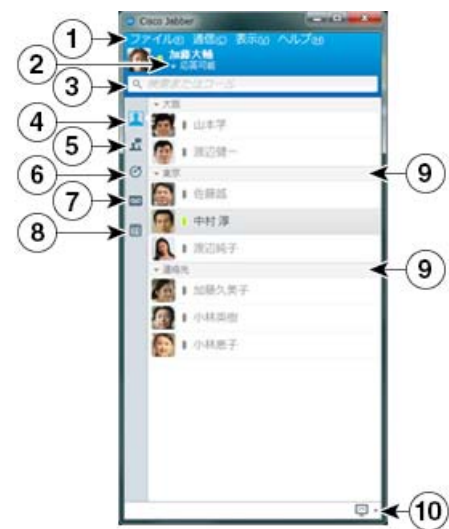 Cisco Jabber
① ファイル(F) 通信(C) 表示(V) ヘルプ(H)
加藤大輔
② 応答可能
③ 検索またはコール
④ 大阪
山本学
⑤ 渡辺健一
⑥ 東京 ⑨
⑦ 佐藤誠
⑧ 中村 淳
渡辺純子
連絡先 ⑨
加藤久美子
小林英樹
小林恵子
⑩